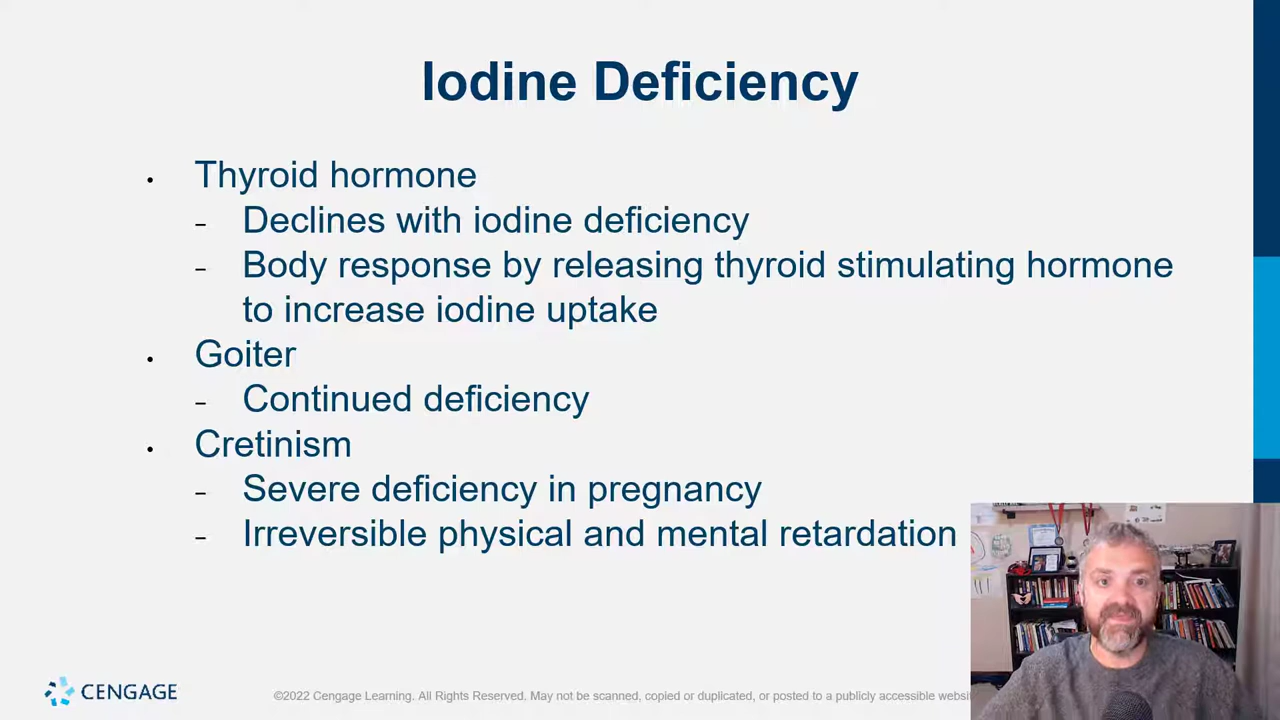 Iodine Deficiency
• Thyroid hormone
– Declines with iodine deficiency
– Body response by releasing thyroid stimulating hormone
to increase iodine uptake
• Goiter
– Continued deficiency
• Cretinism
– Severe deficiency in pregnancy
– Irreversible physical and mental retardation
CENGAGE
©2022 Cengage Learning. All Rights Reserved. May not be scanned, copied or duplicated, or posted to a publicly accessible